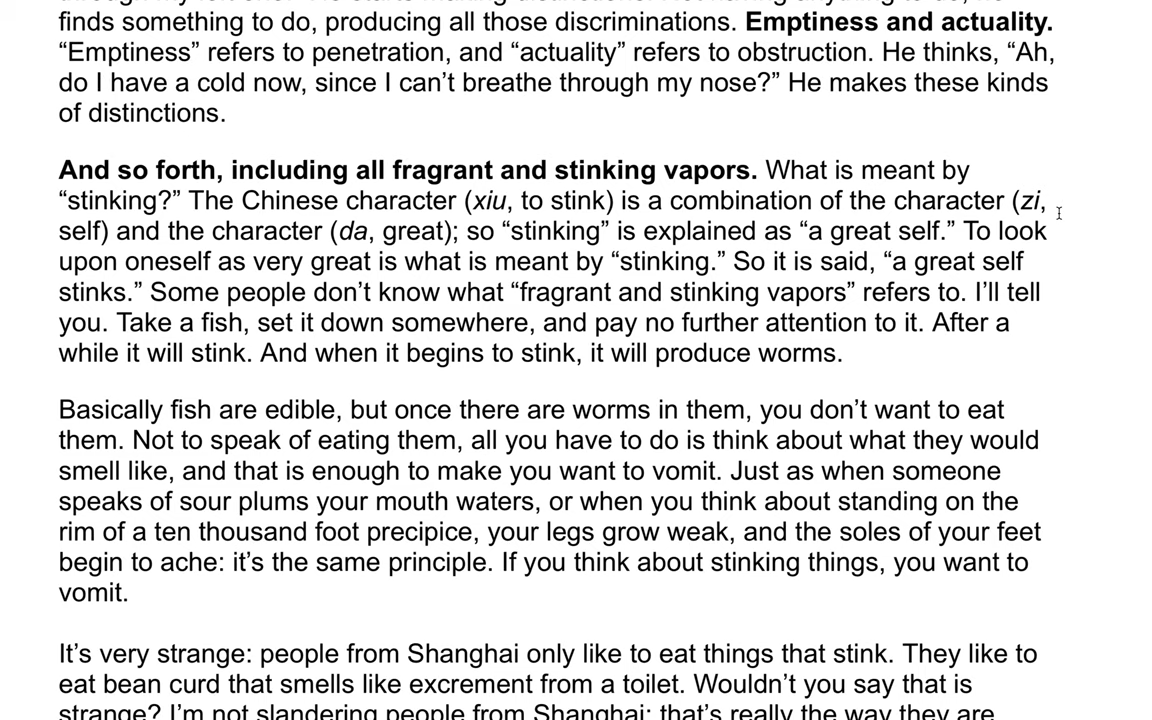 finds something to do, producing all those discriminations. Emptiness and actuality.
“Emptiness” refers to penetration, and “actuality” refers to obstruction. He thinks, “Ah,
do I have a cold now, since I can’t breathe through my nose?” He makes these kinds
of distinctions.
And so forth, including all fragrant and stinking vapors. What is meant by
“stinking?” The Chinese character (xiu, to stink) is a combination of the character (zi,
self) and the character (da, great); so “stinking” is explained as “a great self.” To look
upon oneself as very great is what is meant by “stinking.” So it is said, “a great self
stinks.” Some people don’t know what “fragrant and stinking vapors” refers to. I’ll tell
you. Take a fish, set it down somewhere, and pay no further attention to it. After a
while it will stink. And when it begins to stink, it will produce worms.
Basically fish are edible, but once there are worms in them, you don’t want to eat
them. Not to speak of eating them, all you have to do is think about what they would
smell like, and that is enough to make you want to vomit. Just as when someone
speaks of sour plums your mouth waters, or when you think about standing on the
rim of a ten thousand foot precipice, your legs grow weak, and the soles of your feet
begin to ache: it’s the same principle. If you think about stinking things, you want to
vomit.
It’s very strange: people from Shanghai only like to eat things that stink. They like to
eat bean curd that smells like excrement from a toilet. Wouldn’t you say that is
strange? I’m not slandering people from Shanghai; that’s really the way they are